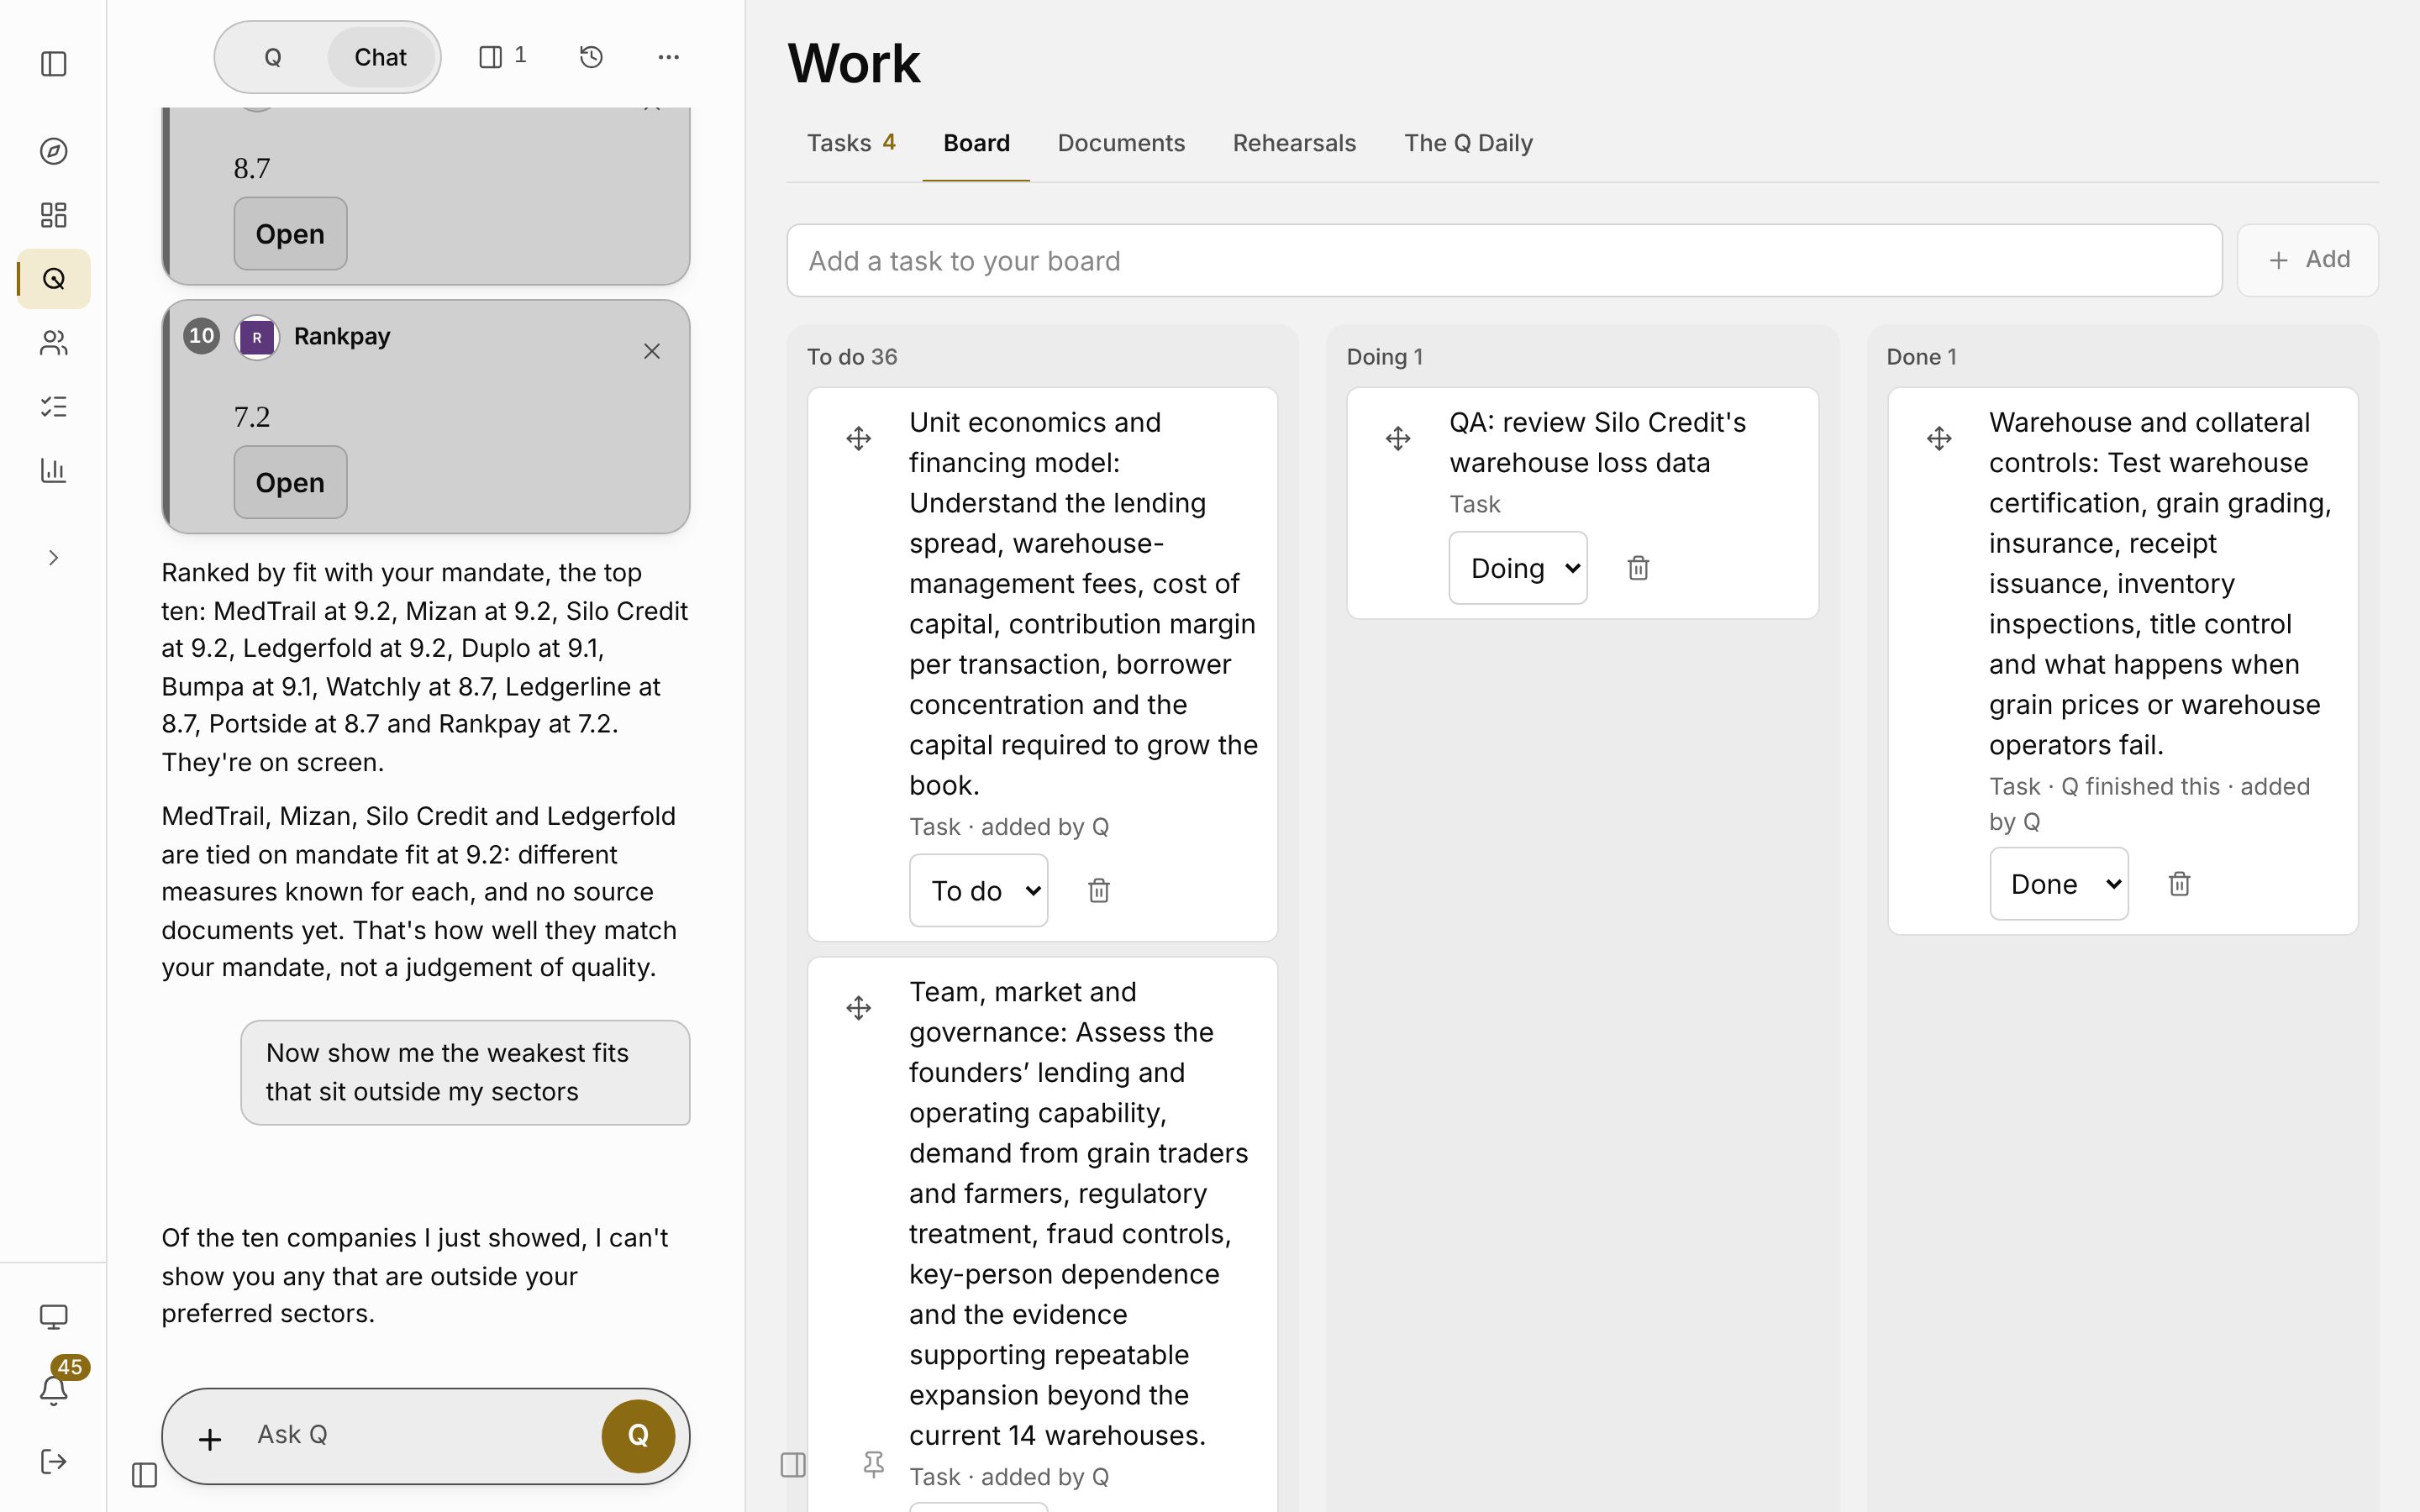 Q
Chat
1
8.7
Open
10
R
Rankpay
7.2
Open
Ranked by fit with your mandate, the top
ten: MedTrail at 9.2, Mizan at 9.2, Silo Credit
at 9.2, Ledgerfold at 9.2, Duplo at 9.1,
Bumpa at 9.1, Watchly at 8.7, Ledgerline at
8.7, Portside at 8.7 and Rankpay at 7.2.
They're on screen.
MedTrail, Mizan, Silo Credit and Ledgerfold
are tied on mandate fit at 9.2: different
measures known for each, and no source
documents yet. That's how well they match
your mandate, not a judgement of quality.
Now show me the weakest fits
that sit outside my sectors
Of the ten companies I just showed, I can't
show you any that are outside your
preferred sectors.
Ask Q
Q
Q
45
Work
Tasks 4
Board
Documents
Rehearsals
The Q Daily
Add a task to your board
Add
To do 36
Unit economics and
financing model:
Understand the lending
spread, warehouse-
management fees, cost of
capital, contribution margin
per transaction, borrower
concentration and the
capital required to grow the
book.
Task · added by Q
To do
Team, market and
governance: Assess the
founders’ lending and
operating capability,
demand from grain traders
and farmers, regulatory
treatment, fraud controls,
key-person dependence
and the evidence
supporting repeatable
expansion beyond the
current 14 warehouses.
Task · added by Q
Doing 1
QA: review Silo Credit's
warehouse loss data
Task
Doing
Done 1
Warehouse and collateral
controls: Test warehouse
certification, grain grading,
insurance, receipt
issuance, inventory
inspections, title control
and what happens when
grain prices or warehouse
operators fail.
Task · Q finished this · added
by Q
Done